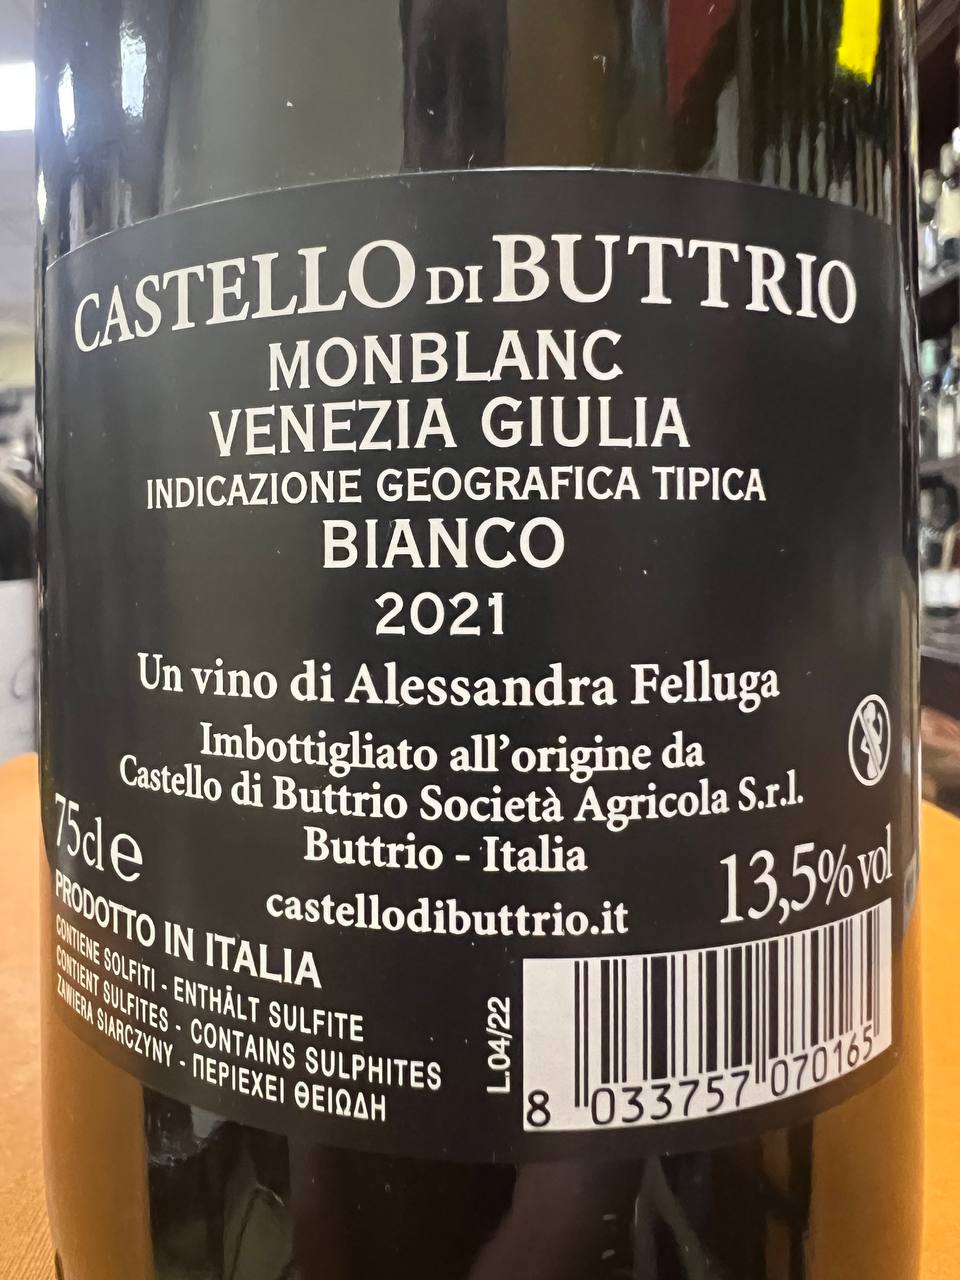 CASTELLO DI BUTTRIO
MONBLANC
VENEZIA GIULIA
INDICAZIONE GEOGRAFICA TIPICA
BIANCO
2021
Un vino di Alessandra Felluga
Imbottigliato all'origine da
Castello di Buttrio Società Agricola S.r.l.
Buttrio - Italia
castellodibuttrio.it
75cl e
13,5% vol
PRODOTTO IN ITALIA
CONTIENE SOLFITI - ENTHÄLT SULFITE
CONTIENT SULFITES - CONTAINS SULPHITES
ZAWIERA SIARCZYNY - ΠΕΡΙΕΧΕΙ ΘΕΙΩΔΗ
L.04/22
8 033757 070165